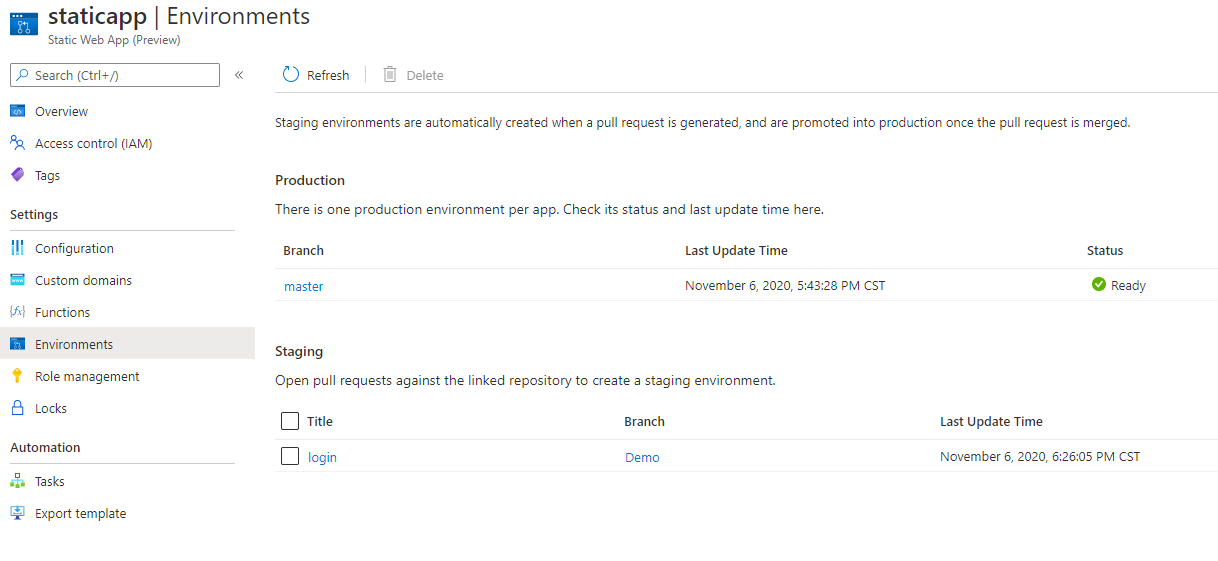 staticapp | Environments
Static Web App (Preview)
Search (Ctrl+/)
«
Overview
Access control (IAM)
Tags
Settings
Configuration
Custom domains
Functions
Environments
Role management
Locks
Automation
Tasks
Export template
Refresh
Delete
Staging environments are automatically created when a pull request is generated, and are promoted into production once the pull request is merged.
Production
There is one production environment per app. Check its status and last update time here.
Branch Last Update Time Status
master November 6, 2020, 5:43:28 PM CST Ready
Staging
Open pull requests against the linked repository to create a staging environment.
Title Branch Last Update Time
login Demo November 6, 2020, 6:26:05 PM CST